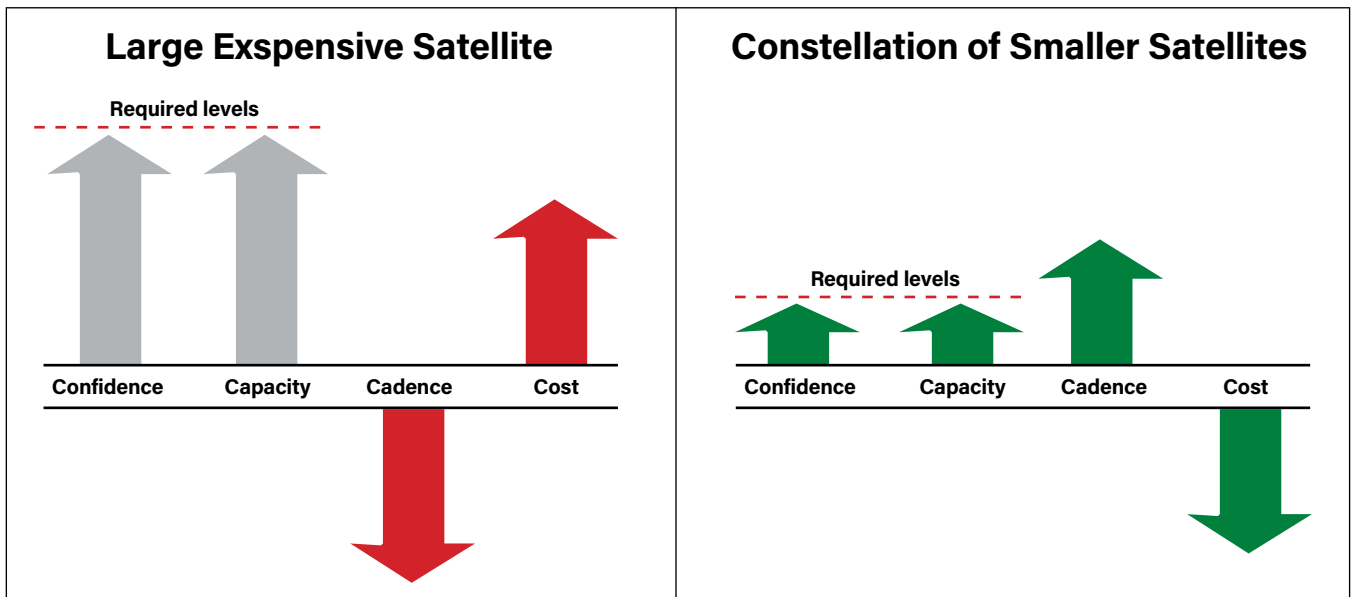 Large Exspensive Satellite
Required levels
Confidence Capacity Cadence Cost
Constellation of Smaller Satellites
Required levels
Confidence Capacity Cadence Cost